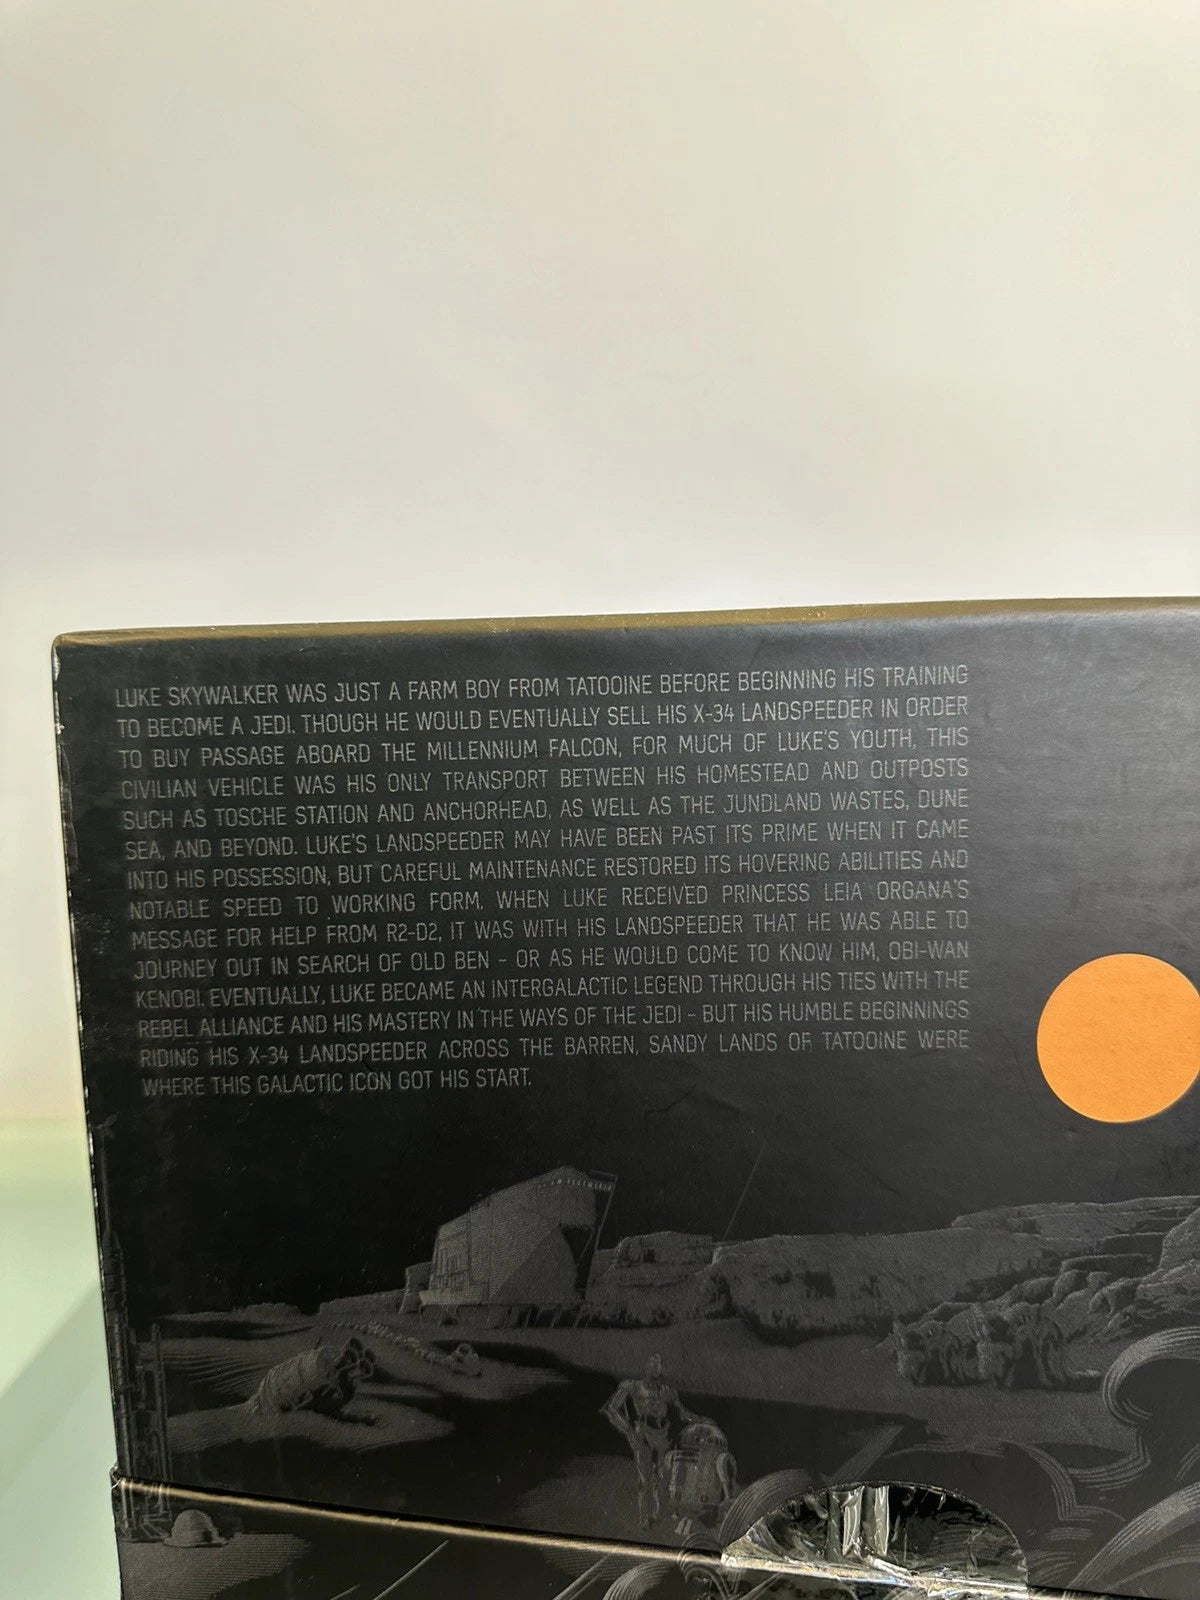 LUKE SKYWALKER WAS JUST A FARM BOY FROM TATOOINE BEFORE BEGINNING HIS TRAINING
TO BECOME A JEDI. THOUGH HE WOULD EVENTUALLY SELL HIS X-34 LANDSPEEDER IN ORDER
TO BUY PASSAGE ABOARD THE MILLENNIUM FALCON, FOR MUCH OF LUKE'S YOUTH, THIS
CIVILIAN VEHICLE WAS HIS ONLY TRANSPORT BETWEEN HIS HOMESTEAD AND OUTPOSTS
SUCH AS TOSCHE STATION AND ANCHORHEAD, AS WELL AS THE JUNDLAND WASTES, DUNE
SEA, AND BEYOND. LUKE'S LANDSPEEDER MAY HAVE BEEN PAST ITS PRIME WHEN IT CAME
INTO HIS POSSESSION, BUT CAREFUL MAINTENANCE RESTORED ITS HOVERING ABILITIES AND
NOTABLE SPEED TO WORKING FORM. WHEN LUKE RECEIVED PRINCESS LEIA ORGANA'S
MESSAGE FOR HELP FROM R2-D2, IT WAS WITH HIS LANDSPEEDER THAT HE WAS ABLE TO
JOURNEY OUT IN SEARCH OF OLD BEN - OR AS HE WOULD COME TO KNOW HIM, OBI-WAN
KENOBI. EVENTUALLY, LUKE BECAME AN INTERGALACTIC LEGEND THROUGH HIS TIES WITH THE
REBEL ALLIANCE AND HIS MASTERY IN THE WAYS OF THE JEDI - BUT HIS HUMBLE BEGINNINGS
RIDING HIS X-34 LANDSPEEDER ACROSS THE BARREN, SANDY LANDS OF TATOOINE WERE
WHERE THIS GALACTIC ICON GOT HIS START.